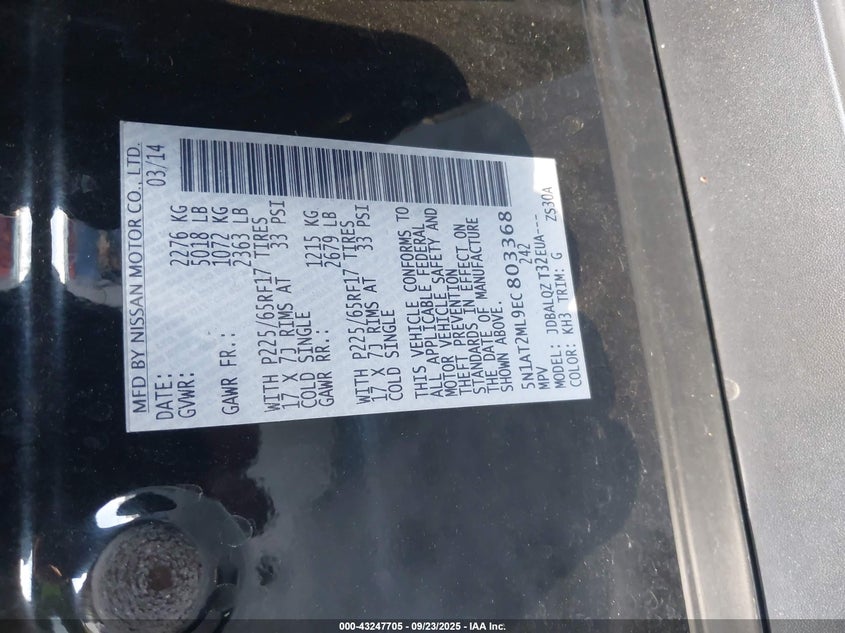 MFD BY NISSAN MOTOR CO., LTD.
DATE: 03/14
GVWR: 2276 KG
5018 LB
GAWR FR.: 1072 KG
2363 LB
WITH P225/65RF17 TIRES
17 X 7J RIMS AT 33 PSI
COLD SINGLE
GAWR RR.: 1215 KG
2679 LB
WITH P225/65RF17 TIRES
17 X 7J RIMS AT 33 PSI
COLD SINGLE
THIS VEHICLE CONFORMS TO
ALL APPLICABLE FEDERAL
MOTOR VEHICLE SAFETY AND
THEFT PREVENTION
STANDARDS IN EFFECT ON
THE DATE OF MANUFACTURE
SHOWN ABOVE.
5N1AT2ML9EC803368
MPV 242
MODEL: JDBALQZ T32EUA---
COLOR: KH3 TRIM: G ZS30A
000-43247705 - 09/23/2025 - IAA Inc.